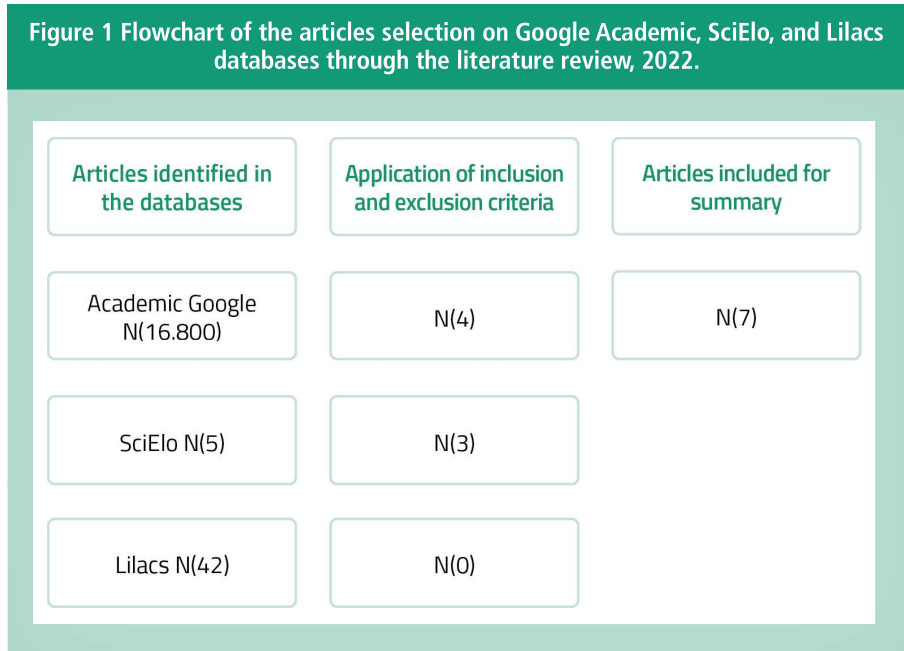 Figure 1 Flowchart of the articles selection on Google Academic, SciElo, and Lilacs
databases through the literature review, 2022.
Articles identified in
the databases
Application of inclusion
and exclusion criteria
Articles included for
summary
Academic Google
N(16.800)
N(4)
N(7)
SciElo N(5)
N(3)
Lilacs N(42)
N(0)